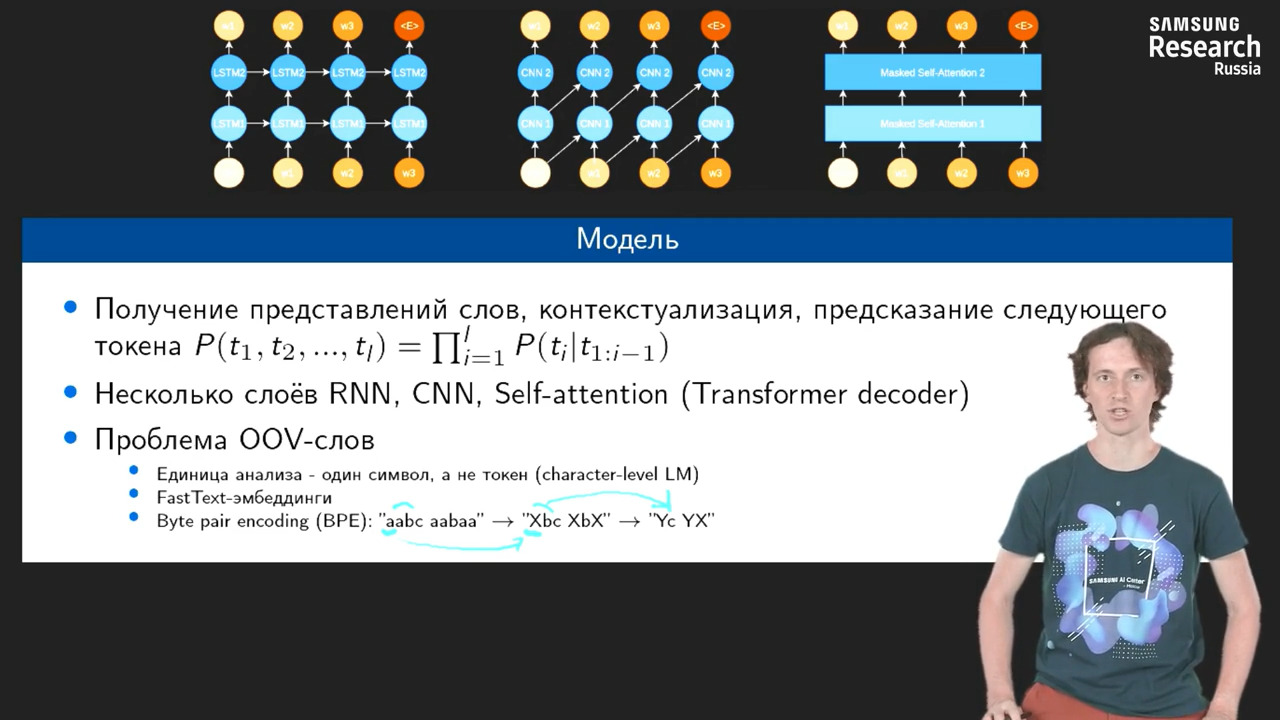 w1 w2 w3 <E>
LSTM2 LSTM2 LSTM2 LSTM2
LSTM1 LSTM1 LSTM1 LSTM1
w1 w2 w3
w1 w2 w3 <E>
CNN 2 CNN 2 CNN 2 CNN 2
CNN 1 CNN 1 CNN 1 CNN 1
w1 w2 w3
w1 w2 w3 <E>
Masked Self-Attention 2
Masked Self-Attention 1
w1 w2 w3
SAMSUNG
Research
Russia
Модель
Получение представлений слов, контекстуализация, предсказание следующего
токена P(t₁, t₂, ..., t_l) = ∏_{i=1}^{l} P(t_i|t_{1:i−1})
Несколько слоёв RNN, CNN, Self-attention (Transformer decoder)
Проблема OOV-слов
Единица анализа - один символ, а не токен (character-level LM)
FastText-эмбеддинги
Byte pair encoding (BPE): "aabc aabaa" → "Xbc XbX" → "Yc YX"
SAMSUNG AI Center